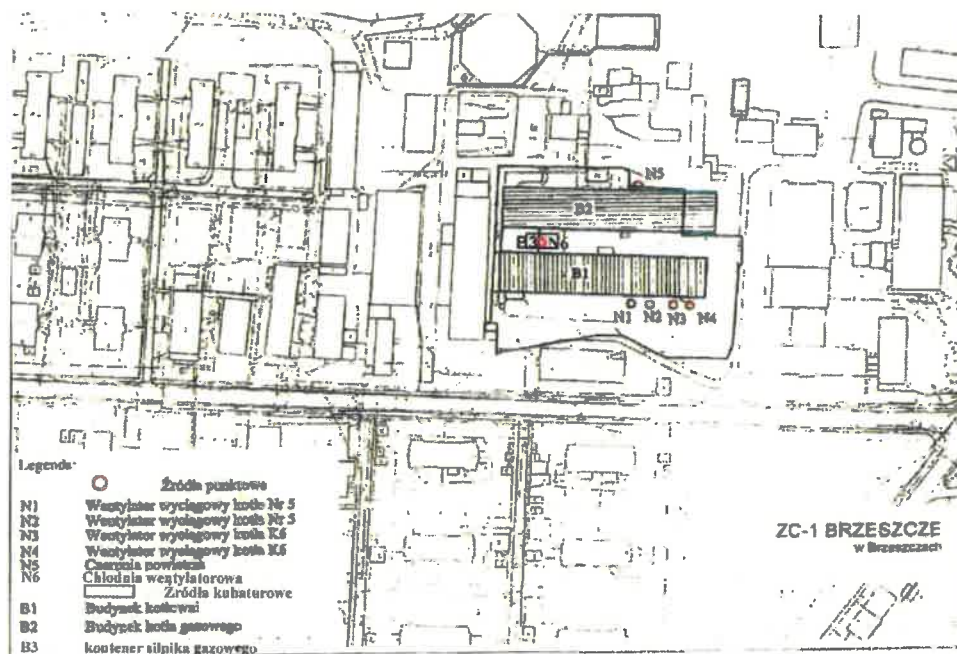 N5
B2
B3 N6
B1
N1 N2 N3 N4
Legenda:
Źródła punktowe
N1 Wentylator wyciągowy kotła Nr 5
N2 Wentylator wyciągowy kotła Nr 5
N3 Wentylator wyciągowy kotła K6
N4 Wentylator wyciągowy kotła K6
N5 Czerpnia powietrza
N6 Chłodnia wentylatorowa
Źródła kubaturowe
B1 Budynek kotłowni
B2 Budynek kotła gazowego
B3 kontener silnika gazowego
ZC-1 BRZESZCZE
w Brzeszczach